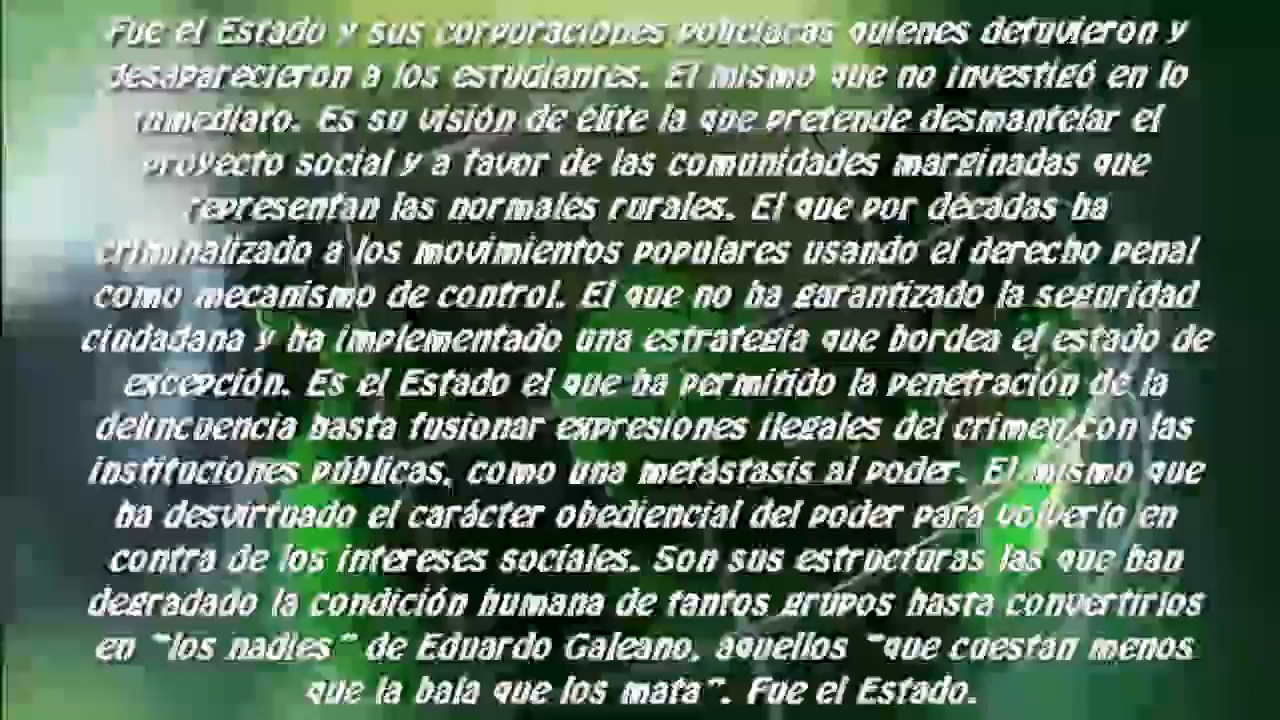 Fue el Estado y sus corporaciones policíacas quienes detuvieron y
desaparecieron a los estudiantes. El mismo que no investigó en lo
inmediato. Es su visión de élite la que pretende desmantelar el
proyecto social y a favor de las comunidades marginadas que
representan las normales rurales. El que por décadas ha
criminalizado a los movimientos populares usando el derecho penal
como mecanismo de control. El que no ha garantizado la seguridad
ciudadana y ha implementado una estrategia que bordea el estado de
excepción. Es el Estado el que ha permitido la penetración de la
delincuencia hasta fusionar expresiones ilegales del crimen con las
instituciones públicas, como una metástasis al poder. El mismo que
ha desvirtuado el carácter obediencial del poder para volverlo en
contra de los intereses sociales. Son sus estructuras las que han
degradado la condición humana de tantos grupos hasta convertirlos
en "los nadies" de Eduardo Galeano, aquellos "que cuestan menos
que la bala que los mata". Fue el Estado.